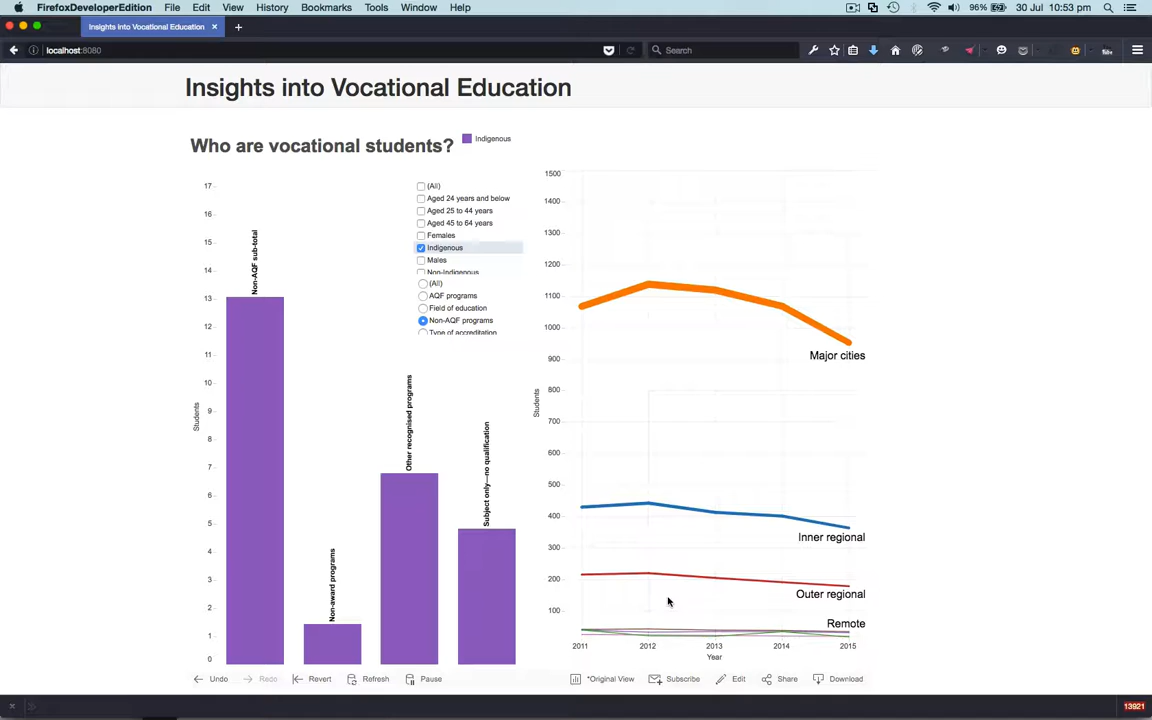 FirefoxDeveloperEdition File Edit View History Bookmarks Tools Window Help 96% 30 Jul 10:53 pm
Insights into Vocational Education × +
localhost:8080 Search
Insights into Vocational Education
Who are vocational students? Indigenous
(All)
Aged 24 years and below
Aged 25 to 44 years
Aged 45 to 64 years
Females
Indigenous
Males
Non-Indigenous
(All)
AQF programs
Field of education
Non-AQF programs
Type of accreditation
17
16
15
14
13
12
11
10
9
8
7
6
5
4
3
2
1
0
Students
Non-AQF sub-total
Non-award programs
Other recognised programs
Subject only—no qualification
1500
1400
1300
1200
1100
1000
900
800
700
600
500
400
300
200
100
Students
Major cities
Inner regional
Outer regional
Remote
2011 2012 2013 2014 2015
Year
Undo Redo Revert Refresh Pause *Original View Subscribe Edit Share Download
13921